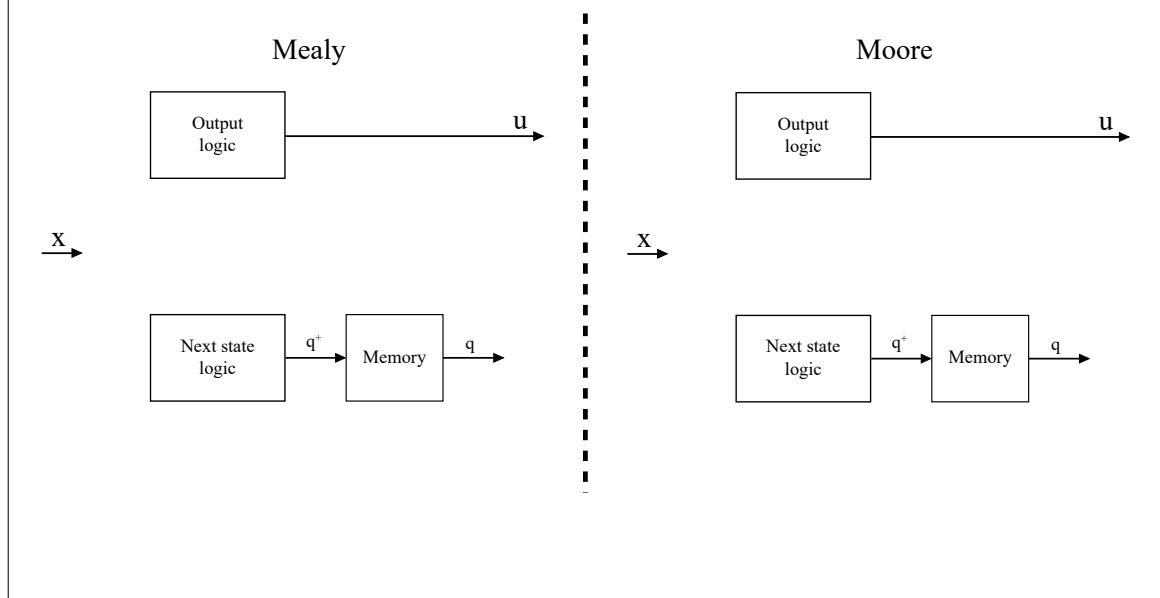 Mealy
Output
logic
u
x
Next state
logic
q⁺
Memory
q
Moore
Output
logic
u
x
Next state
logic
q⁺
Memory
q